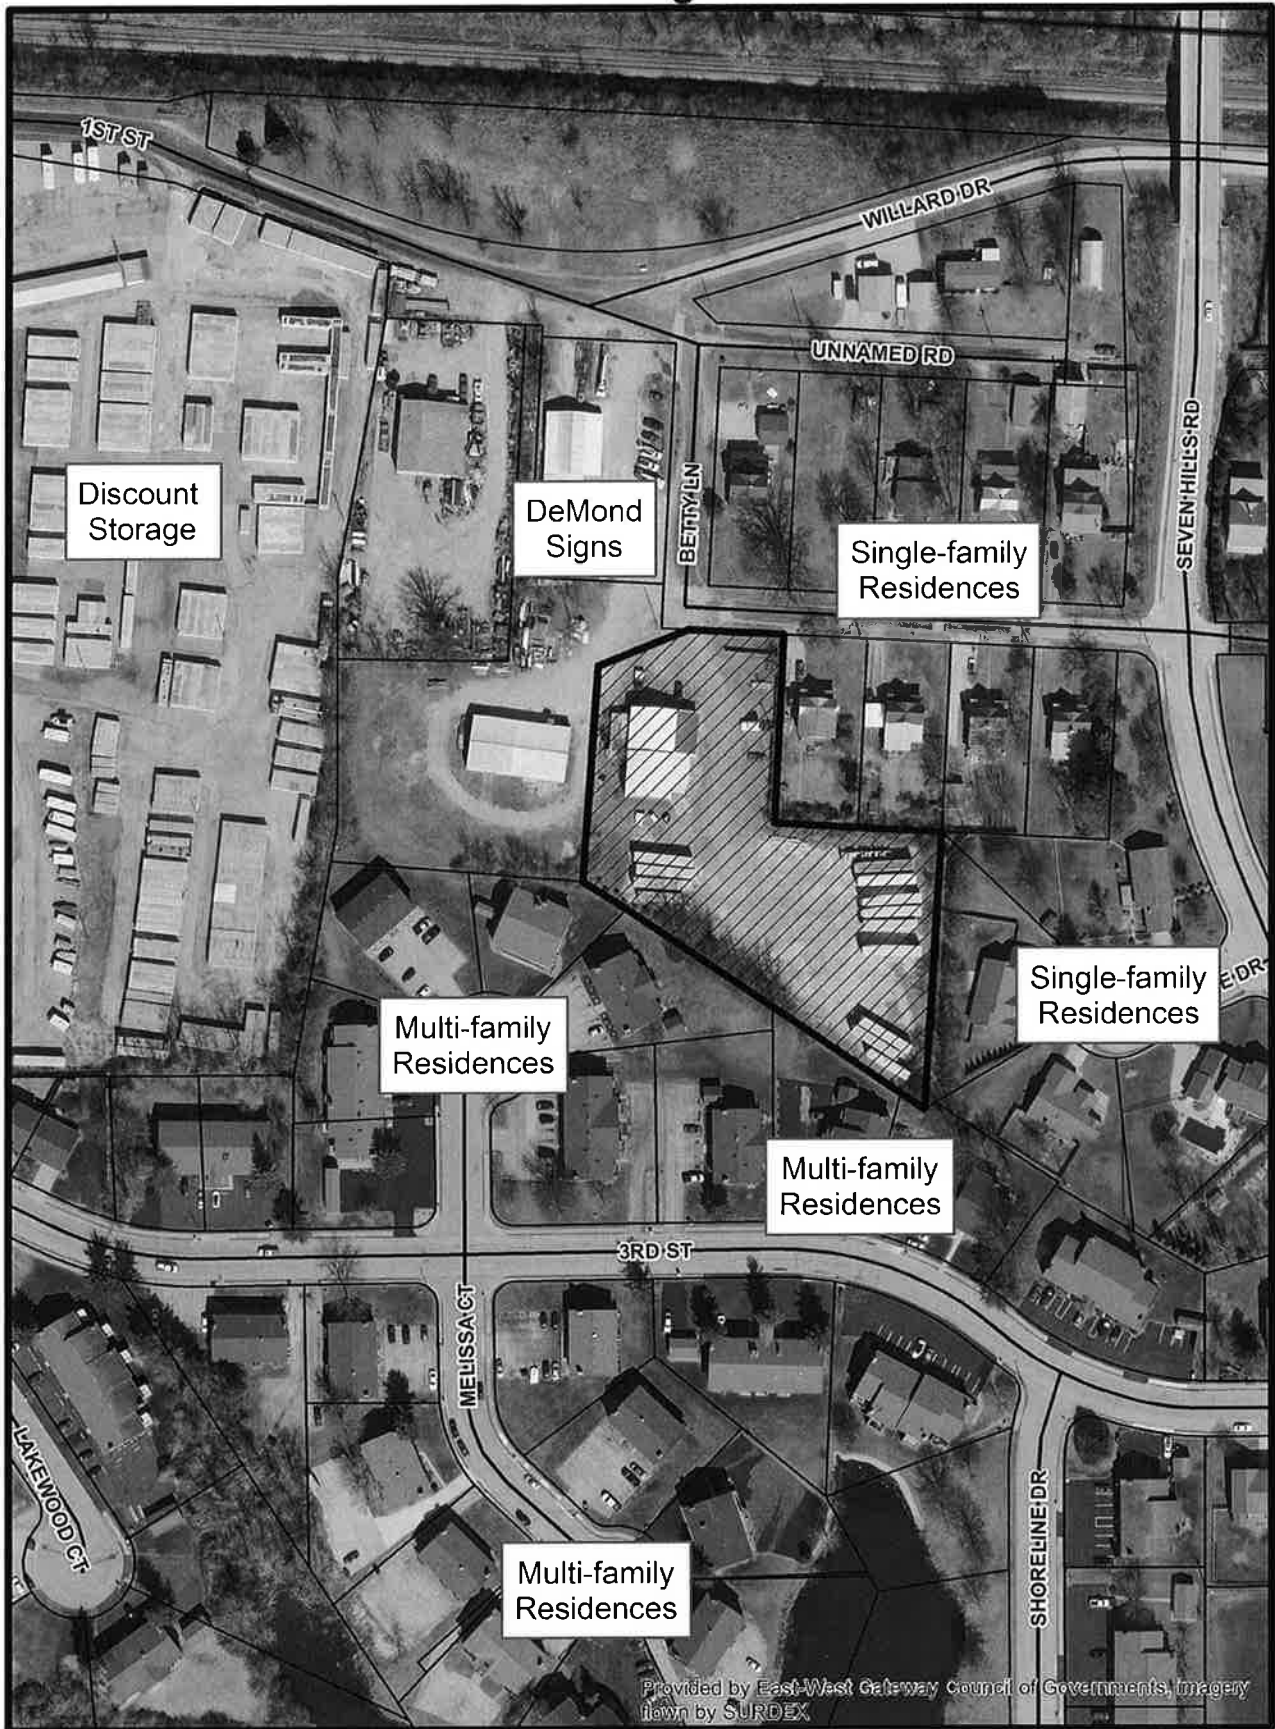 1ST ST
WILLARD DR
UNNAMED RD
SEVEN HILLS RD
BETTY LN
Discount
Storage
DeMond
Signs
Single-family
Residences
Single-family
Residences
E DR
Multi-family
Residences
Multi-family
Residences
3RD ST
MELISSA CT
LAKEWOOD CT
SHORELINE DR
Multi-family
Residences
Provided by East-West Gateway Council of Governments, Imagery
flown by SURDEX